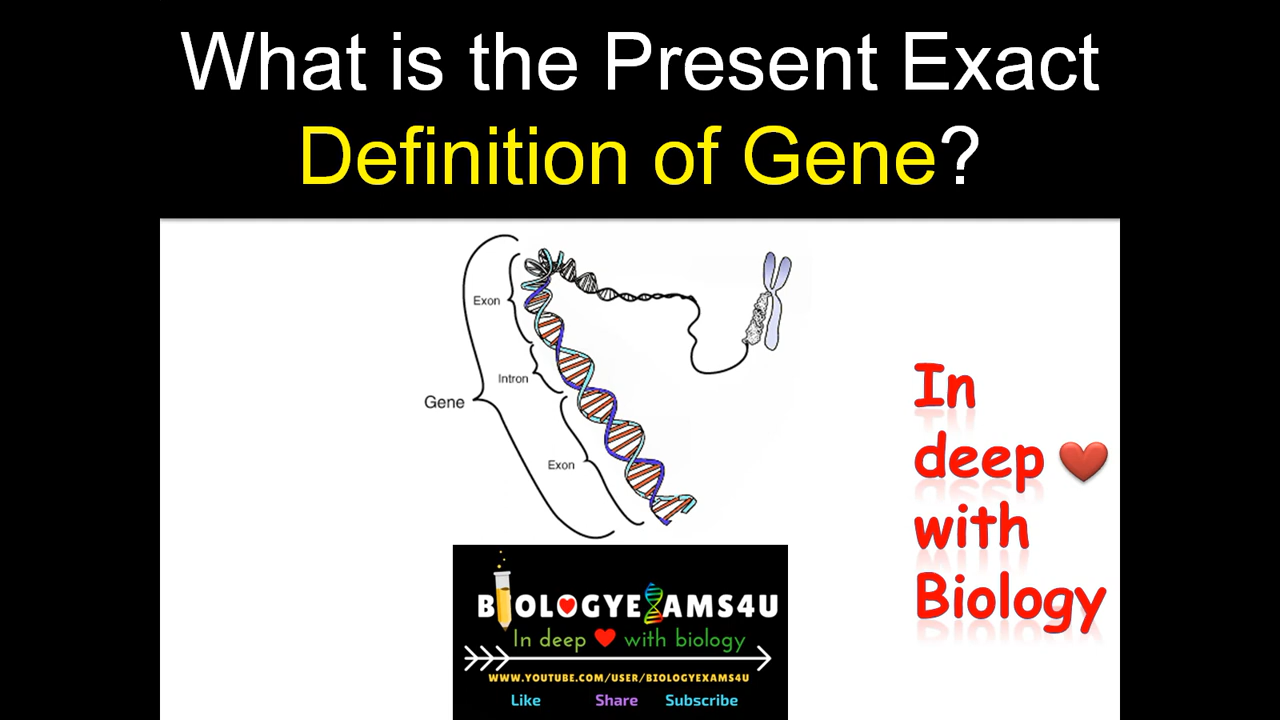 What is the Present Exact
Definition of Gene?
Exon
Intron
Gene
Exon
In
deep
with
Biology
BIOLOGYEXAMS4U
In deep with biology
WWW.YOUTUBE.COM/USER/BIOLOGYEXAMS4U
Like Share Subscribe